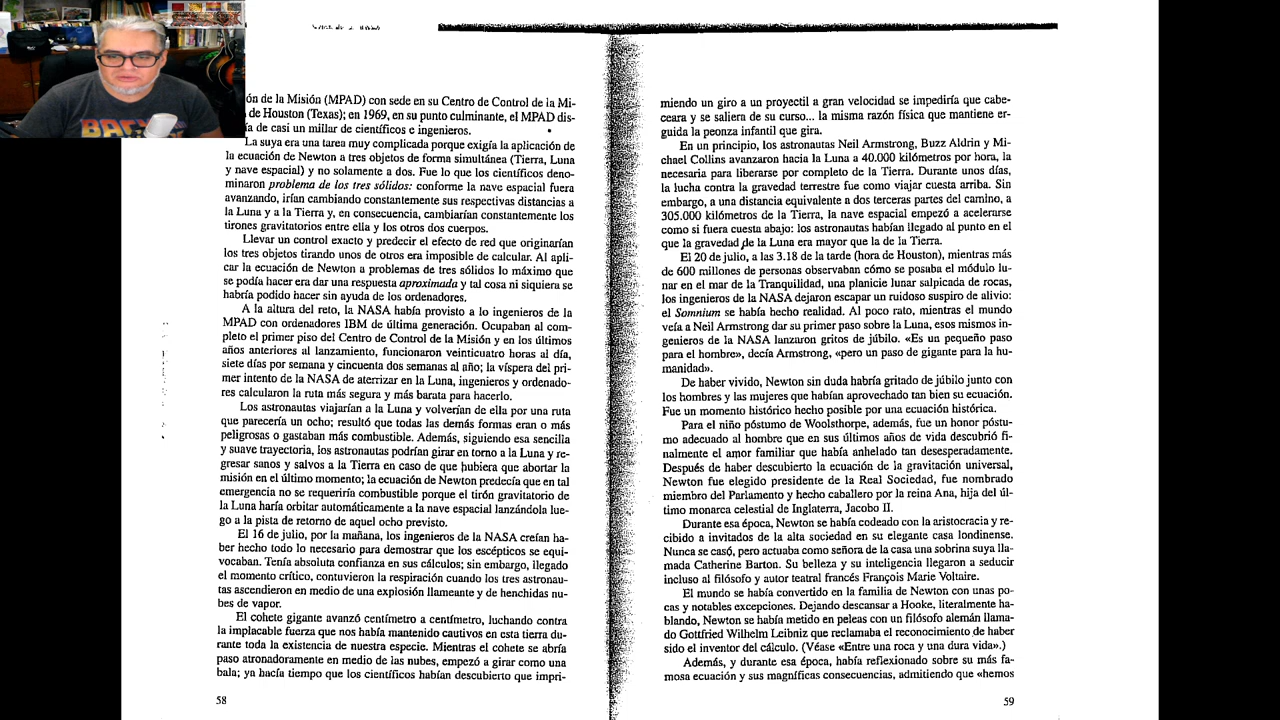 ón de la Misión (MPAD) con sede en su Centro de Control de la Mi-
de Houston (Texas); en 1969, en su punto culminante, el MPAD dis-
ía de casi un millar de científicos e ingenieros.
La suya era una tarea muy complicada porque exigía la aplicación de
la ecuación de Newton a tres objetos de forma simultánea (Tierra, Luna
y nave espacial) y no solamente a dos. Fue lo que los científicos deno-
minaron problema de los tres sólidos: conforme la nave espacial fuera
avanzando, irían cambiando constantemente sus respectivas distancias a
la Luna y a la Tierra y, en consecuencia, cambiarían constantemente los
tirones gravitatorios entre ella y los otros dos cuerpos.
Llevar un control exacto y predecir el efecto de red que originarían
los tres objetos tirando unos de otros era imposible de calcular. Al apli-
car la ecuación de Newton a problemas de tres sólidos lo máximo que
se podía hacer era dar una respuesta aproximada y tal cosa ni siquiera se
habría podido hacer sin ayuda de los ordenadores.
A la altura del reto, la NASA había provisto a lo ingenieros de la
MPAD con ordenadores IBM de última generación. Ocupaban al com-
pleto el primer piso del Centro de Control de la Misión y en los últimos
años anteriores al lanzamiento, funcionaron veinticuatro horas al día,
siete días por semana y cincuenta dos semanas al año; la víspera del pri-
mer intento de la NASA de aterrizar en la Luna, ingenieros y ordenado-
res calcularon la ruta más segura y más barata para hacerlo.
Los astronautas viajarían a la Luna y volverían de ella por una ruta
que parecería un ocho; resultó que todas las demás formas eran o más
peligrosas o gastaban más combustible. Además, siguiendo esa sencilla
y suave trayectoria, los astronautas podrían girar en torno a la Luna y re-
gresar sanos y salvos a la Tierra en caso de que hubiera que abortar la
misión en el último momento; la ecuación de Newton predecía que en tal
emergencia no se requeriría combustible porque el tirón gravitatorio de
la Luna haría orbitar automáticamente a la nave espacial lanzándola lue-
go a la pista de retorno de aquel ocho previsto.
El 16 de julio, por la mañana, los ingenieros de la NASA creían ha-
ber hecho todo lo necesario para demostrar que los escépticos se equi-
vocaban. Tenía absoluta confianza en sus cálculos; sin embargo, llegado
el momento crítico, contuvieron la respiración cuando los tres astronau-
tas ascendieron en medio de una explosión llameante y de henchidas nu-
bes de vapor.
El cohete gigante avanzó centímetro a centímetro, luchando contra
la implacable fuerza que nos había mantenido cautivos en esta tierra du-
rante toda la existencia de nuestra especie. Mientras el cohete se abría
paso atronadoramente en medio de las nubes, empezó a girar como una
bala; ya hacía tiempo que los científicos habían descubierto que impri-
58
miendo un giro a un proyectil a gran velocidad se impediría que cabe-
ceara y se saliera de su curso... la misma razón física que mantiene er-
guida la peonza infantil que gira.
En un principio, los astronautas Neil Armstrong, Buzz Aldrin y Mi-
chael Collins avanzaron hacia la Luna a 40.000 kilómetros por hora, la
necesaria para liberarse por completo de la Tierra. Durante unos días,
la lucha contra la gravedad terrestre fue como viajar cuesta arriba. Sin
embargo, a una distancia equivalente a dos terceras partes del camino, a
305.000 kilómetros de la Tierra, la nave espacial empezó a acelerarse
como si fuera cuesta abajo: los astronautas habían llegado al punto en el
que la gravedad de la Luna era mayor que la de la Tierra.
El 20 de julio, a las 3.18 de la tarde (hora de Houston), mientras más
de 600 millones de personas observaban cómo se posaba el módulo lu-
nar en el mar de la Tranquilidad, una planicie lunar salpicada de rocas,
los ingenieros de la NASA dejaron escapar un ruidoso suspiro de alivio:
el Somnium se había hecho realidad. Al poco rato, mientras el mundo
veía a Neil Armstrong dar su primer paso sobre la Luna, esos mismos in-
genieros de la NASA lanzaron gritos de júbilo. «Es un pequeño paso
para el hombre», decía Armstrong, «pero un paso de gigante para la hu-
manidad».
De haber vivido, Newton sin duda habría gritado de júbilo junto con
los hombres y las mujeres que habían aprovechado tan bien su ecuación.
Fue un momento histórico hecho posible por una ecuación histórica.
Para el niño póstumo de Woolsthorpe, además, fue un honor póstu-
mo adecuado al hombre que en sus últimos años de vida descubrió fi-
nalmente el amor familiar que había anhelado tan desesperadamente.
Después de haber descubierto la ecuación de la gravitación universal,
Newton fue elegido presidente de la Real Sociedad, fue nombrado
miembro del Parlamento y hecho caballero por la reina Ana, hija del úl-
timo monarca celestial de Inglaterra, Jacobo II.
Durante esa época, Newton se había codeado con la aristocracia y re-
cibido a invitados de la alta sociedad en su elegante casa londinense.
Nunca se casó, pero actuaba como señora de la casa una sobrina suya lla-
mada Catherine Barton. Su belleza y su inteligencia llegaron a seducir
incluso al filósofo y autor teatral francés François Marie Voltaire.
El mundo se había convertido en la familia de Newton con unas po-
cas y notables excepciones. Dejando descansar a Hooke, literalmente ha-
blando, Newton se había metido en peleas con un filósofo alemán llama-
do Gottfried Wilhelm Leibniz que reclamaba el reconocimiento de haber
sido el inventor del cálculo. (Véase «Entre una roca y una dura vida».)
Además, y durante esa época, había reflexionado sobre su más fa-
mosa ecuación y sus magníficas consecuencias, admitiendo que «hemos
59